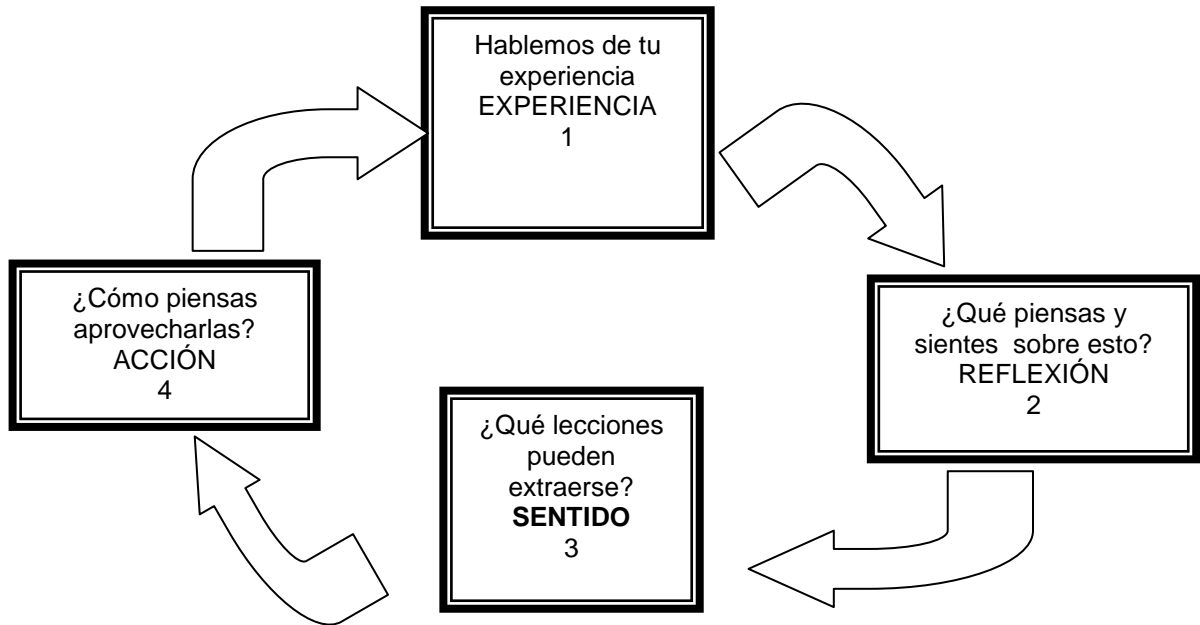 Hablemos de tu
experiencia
EXPERIENCIA
1
¿Qué piensas y
sientes  sobre esto?
REFLEXIÓN
2
¿Qué lecciones
pueden
extraerse?
SENTIDO
3
¿Cómo piensas
aprovecharlas?
ACCIÓN
4